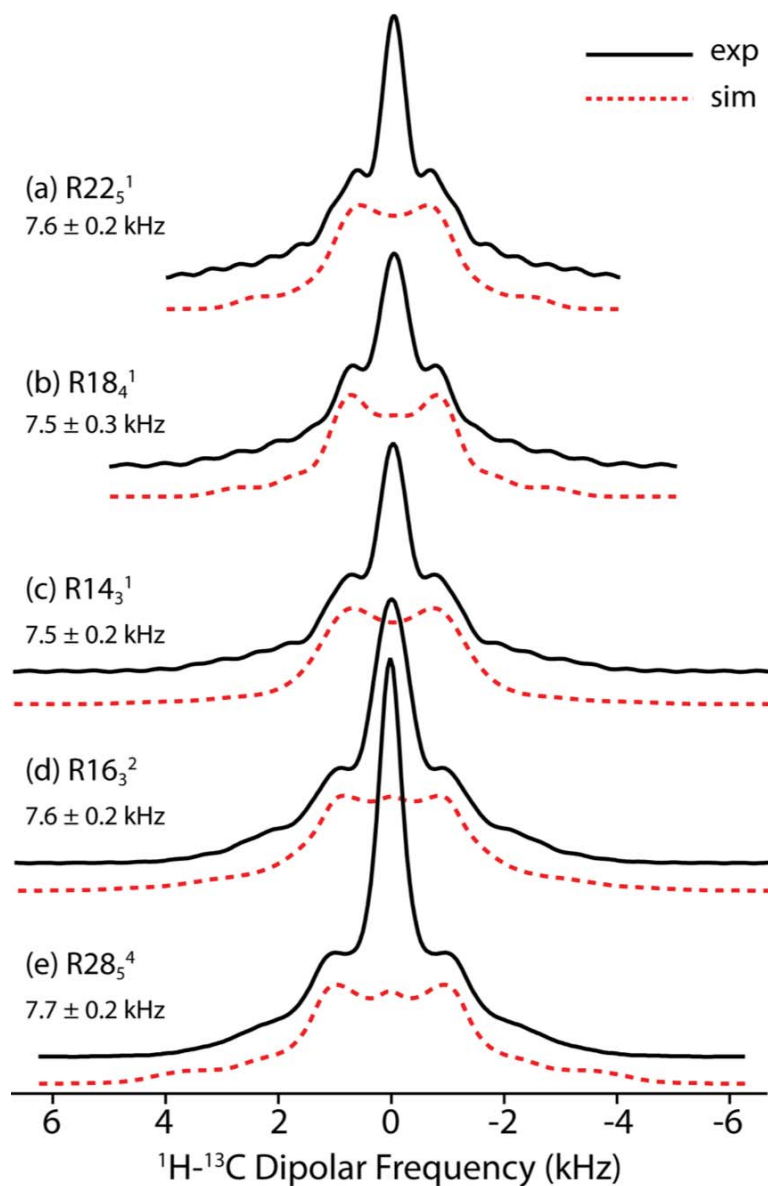 exp
sim
(a) R22₅¹
7.6 ± 0.2 kHz
(b) R18₄¹
7.5 ± 0.3 kHz
(c) R14₃¹
7.5 ± 0.2 kHz
(d) R16₃²
7.6 ± 0.2 kHz
(e) R28₅⁴
7.7 ± 0.2 kHz
6 4 2 0 -2 -4 -6
¹H-¹³C Dipolar Frequency (kHz)